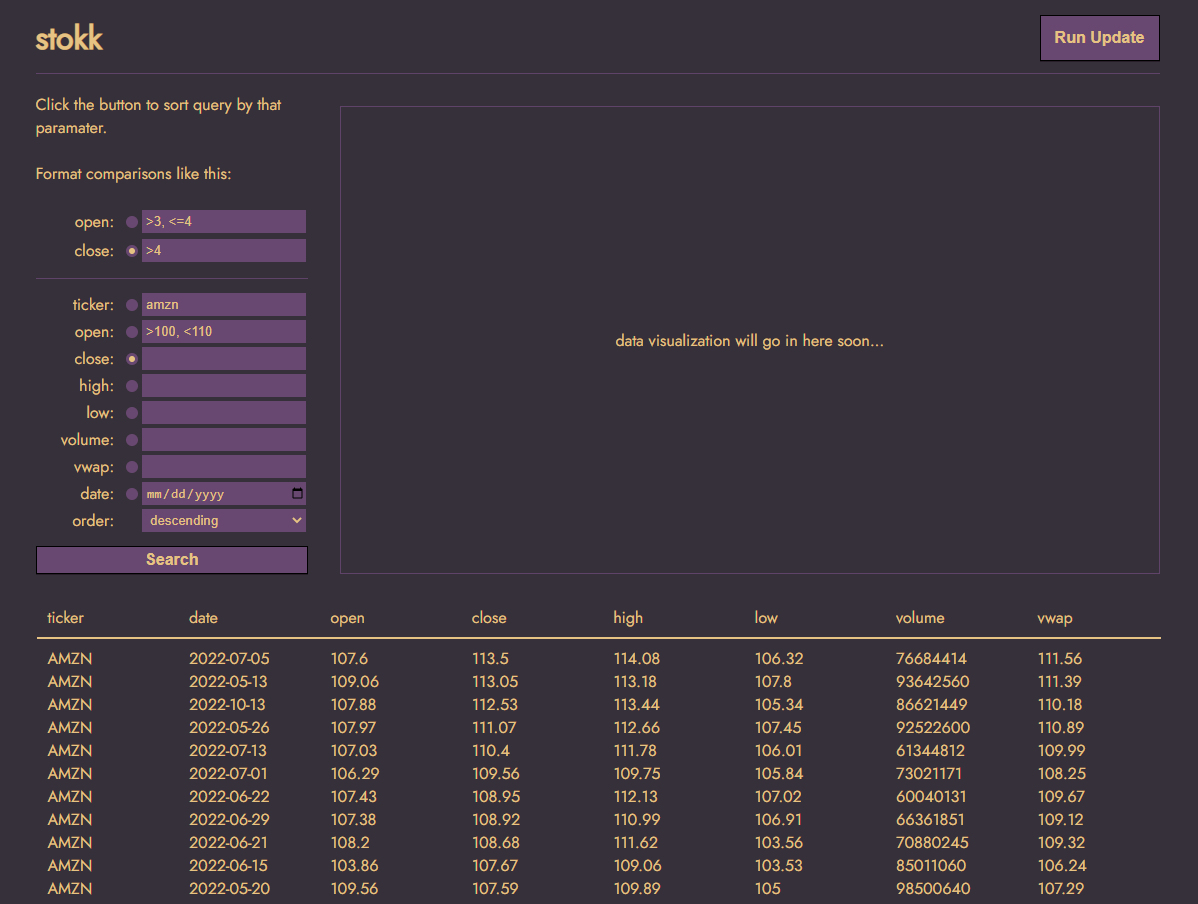 stokk
Run Update
Click the button to sort query by that
paramater.
Format comparisons like this:
open: >3, <=4
close: >4
ticker: amzn
open: >100, <110
close:
high:
low:
volume:
vwap:
date: mm/dd/yyyy
order: descending
Search
data visualization will go in here soon...
ticker date open close high low volume vwap
AMZN 2022-07-05 107.6 113.5 114.08 106.32 76684414 111.56
AMZN 2022-05-13 109.06 113.05 113.18 107.8 93642560 111.39
AMZN 2022-10-13 107.88 112.53 113.44 105.34 86621449 110.18
AMZN 2022-05-26 107.97 111.07 112.66 107.45 92522600 110.89
AMZN 2022-07-13 107.03 110.4 111.78 106.01 61344812 109.99
AMZN 2022-07-01 106.29 109.56 109.75 105.84 73021171 108.25
AMZN 2022-06-22 107.43 108.95 112.13 107.02 60040131 109.67
AMZN 2022-06-29 107.38 108.92 110.99 106.91 66361851 109.12
AMZN 2022-06-21 108.2 108.68 111.62 103.56 70880245 109.32
AMZN 2022-06-15 103.86 107.67 109.06 103.53 85011060 106.24
AMZN 2022-05-20 109.56 107.59 109.89 105 98500640 107.29